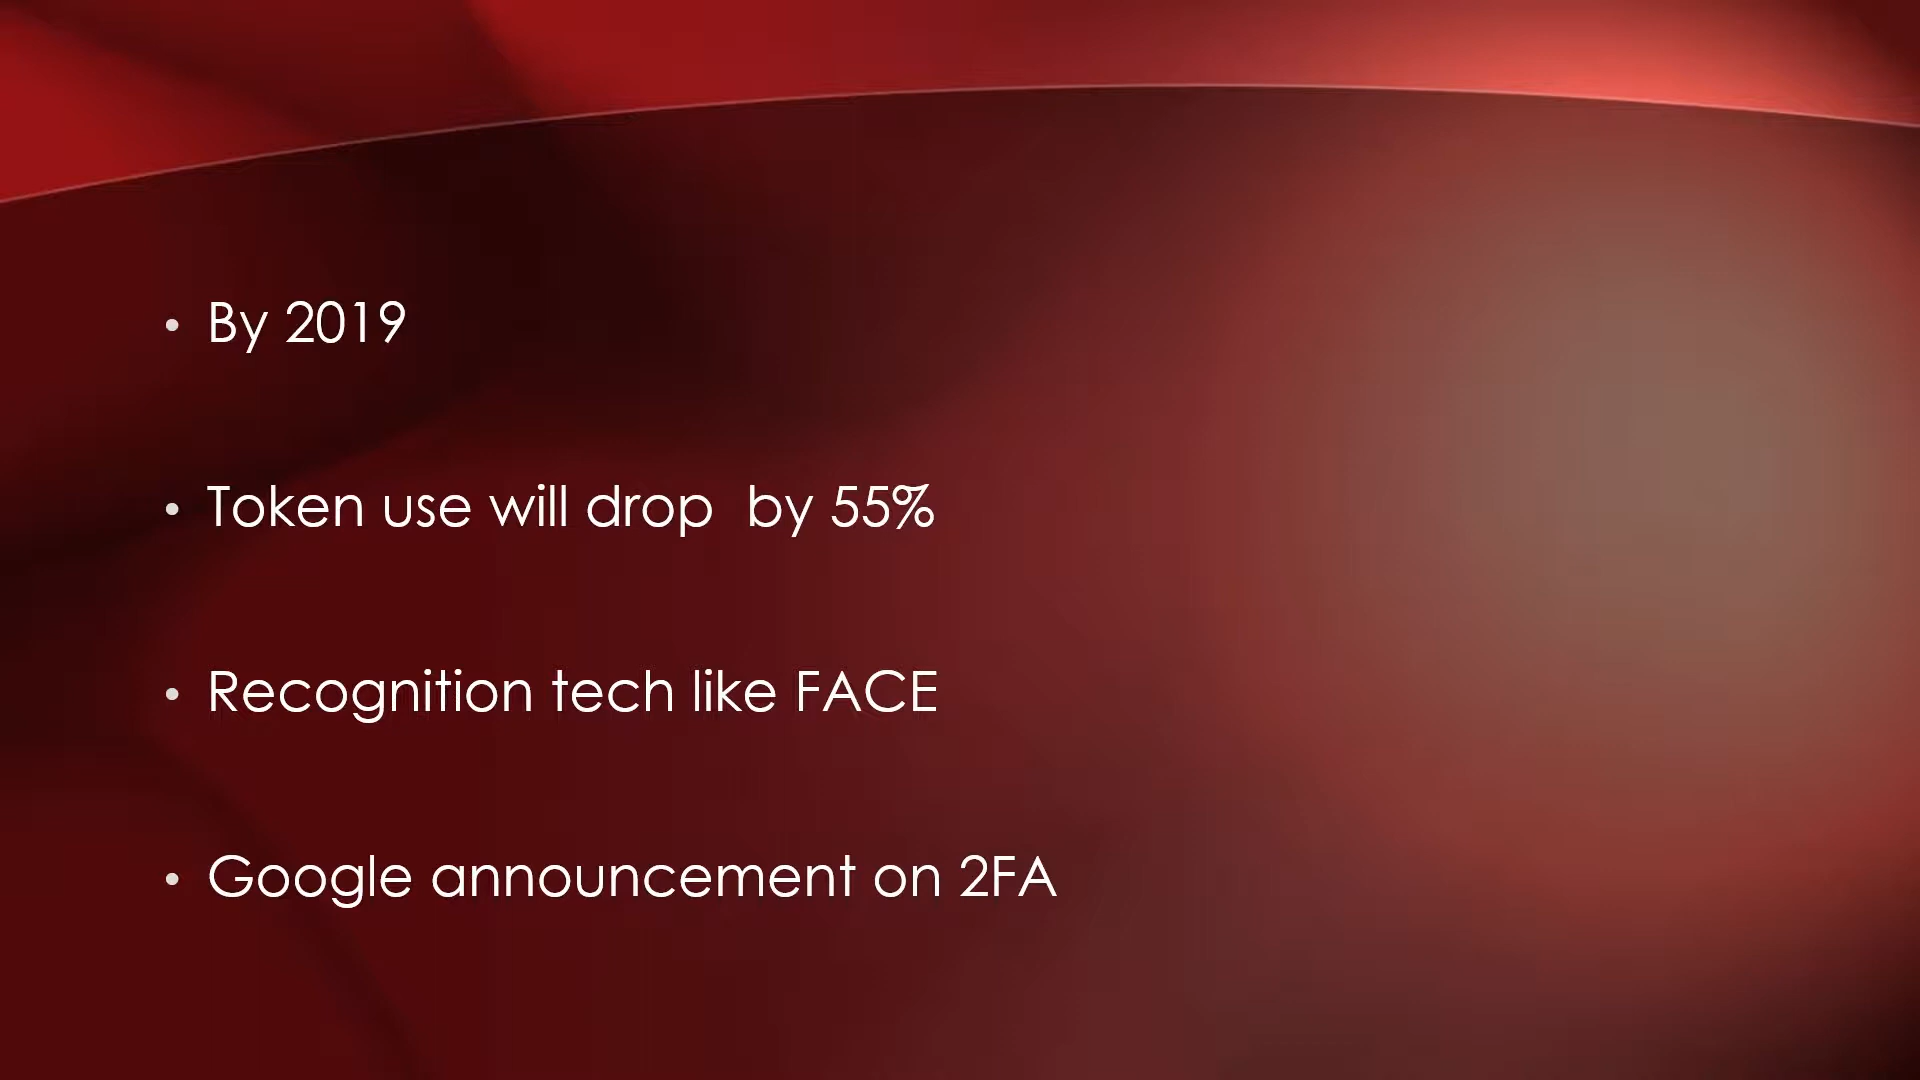 • By 2019
• Token use will drop  by 55%
• Recognition tech like FACE
• Google announcement on 2FA